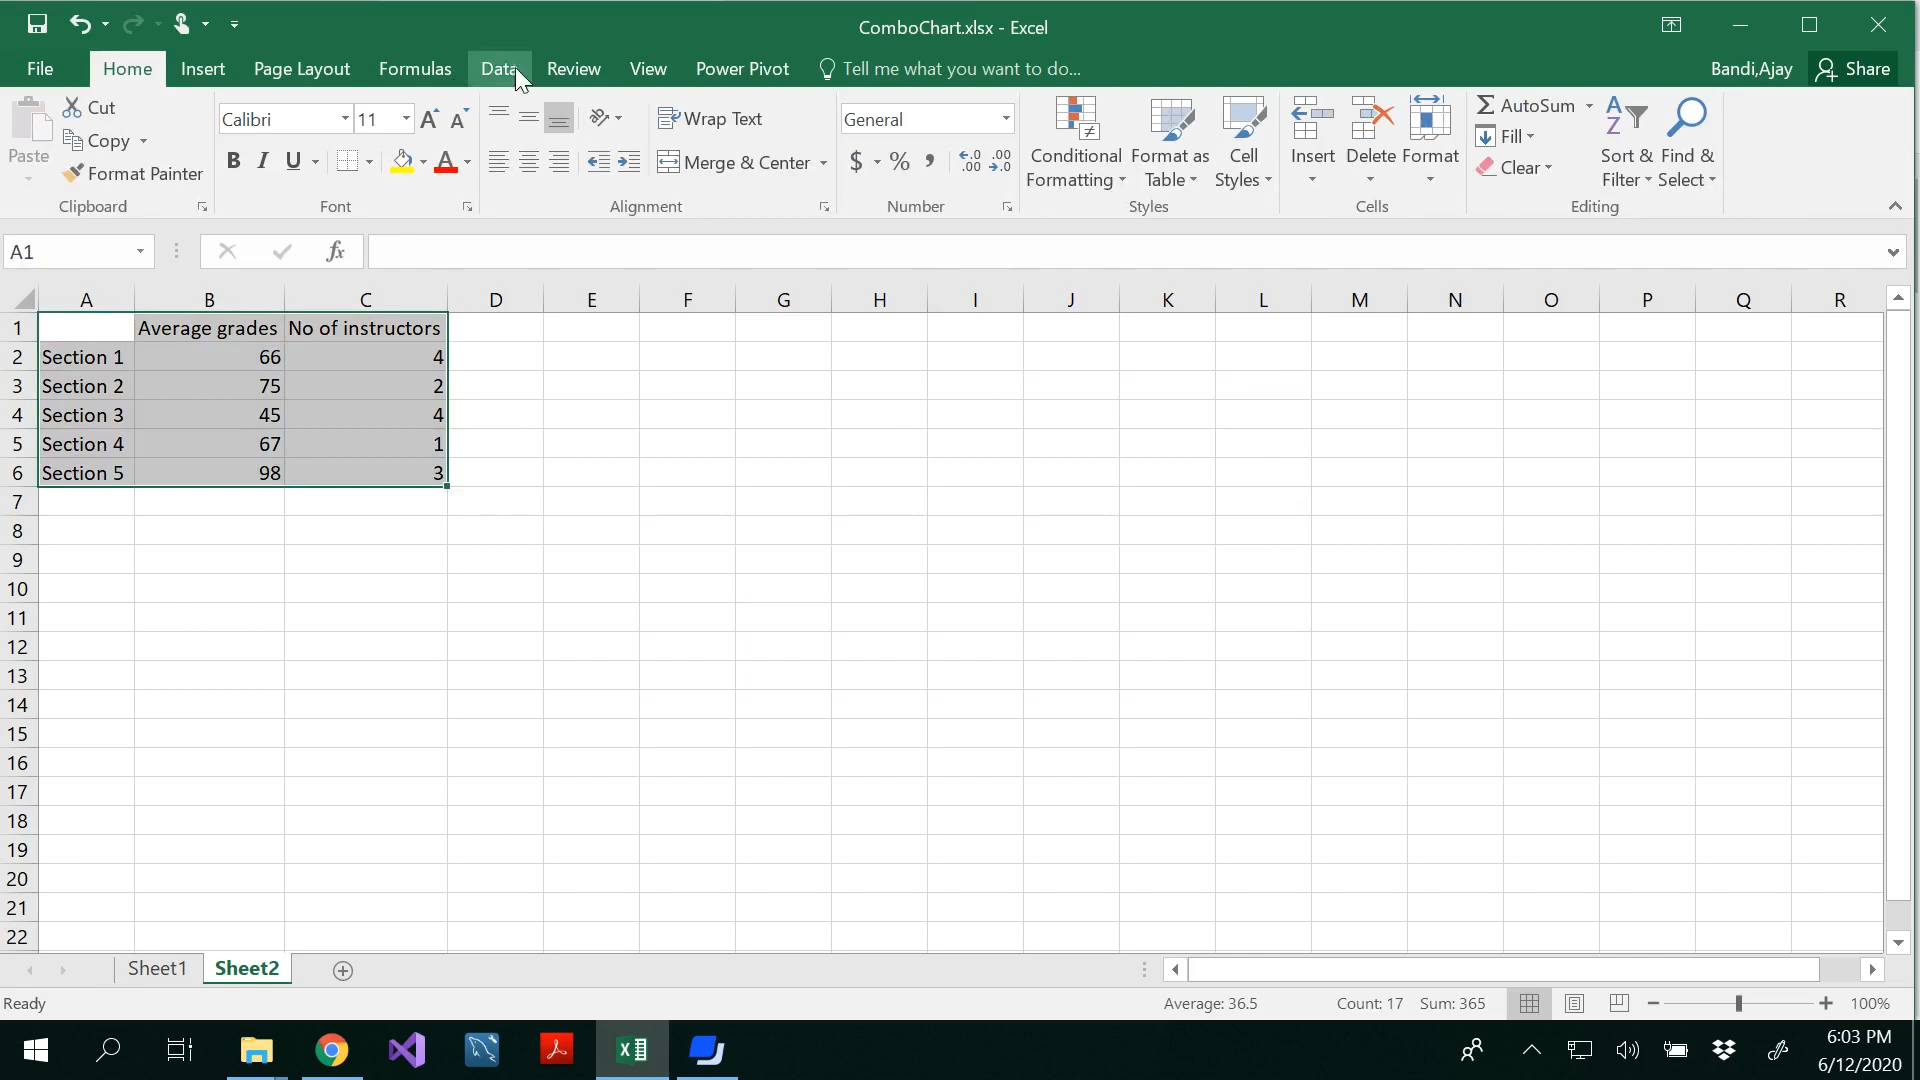 ComboChart.xlsx - Excel
File Home Insert Page Layout Formulas Data Review View Power Pivot Tell me what you want to do... Bandi,Ajay Share
Paste
Cut
Copy
Format Painter
Clipboard
Calibri 11 A A
B I U A
Font
Wrap Text
Merge & Center
Alignment
General
$ % , .0 .00 .00 .0
Number
Conditional Formatting
Format as Table
Cell Styles
Styles
Insert Delete Format
Cells
AutoSum
Fill
Clear
Sort & Filter
Find & Select
Editing
A1 fx
A B C D E F G H I J K L M N O P Q R
1 Average grades No of instructors
2 Section 1 66 4
3 Section 2 75 2
4 Section 3 45 4
5 Section 4 67 1
6 Section 5 98 3
7
8
9
10
11
12
13
14
15
16
17
18
19
20
21
22
Sheet1 Sheet2
Ready Average: 36.5 Count: 17 Sum: 365 100%
6:03 PM
6/12/2020